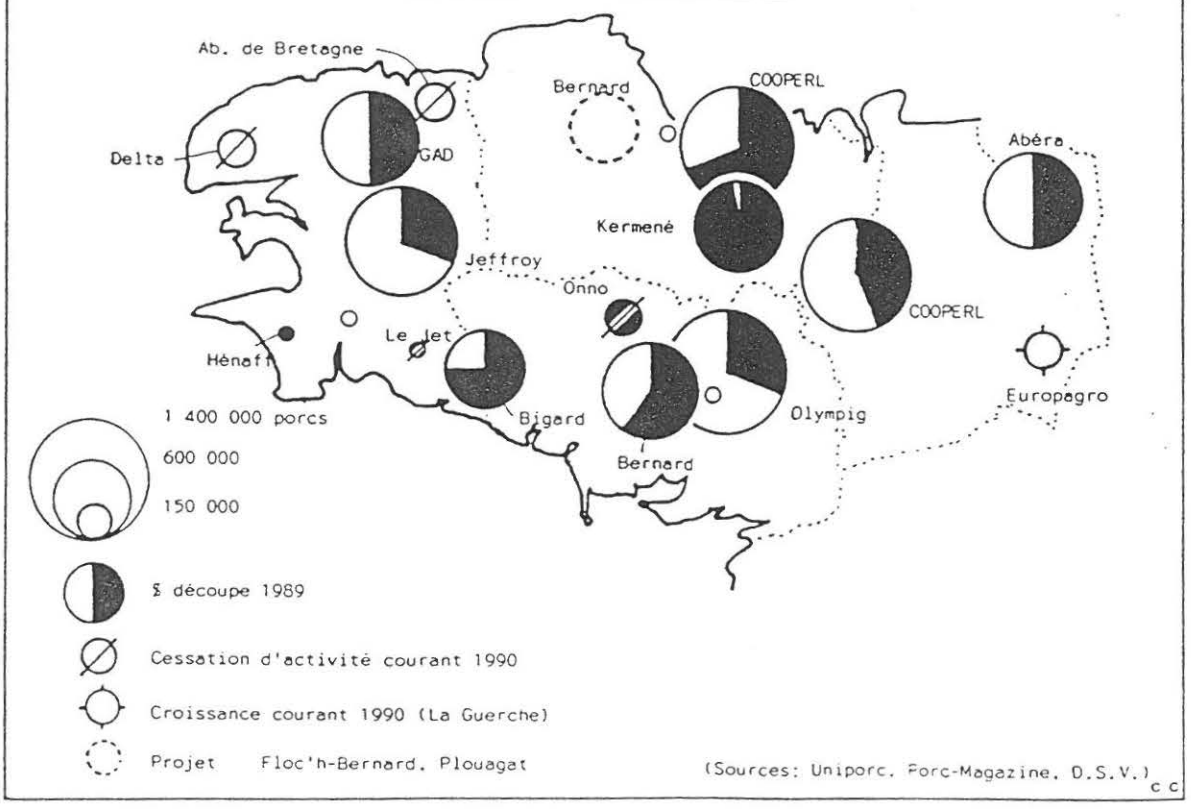 Ab. de Bretagne
Bernard
COOPERL
Delta
GAD
Abéra
Kermené
Jeffroy
Onno
COOPERL
Hénaff
Le Jet
Bigard
Olympig
Europagro
Bernard
1 400 000 porcs
600 000
150 000
% découpe 1989
Cessation d'activité courant 1990
Croissance courant 1990 (La Guerche)
Projet Floc'h-Bernard. Plouagat
(Sources: Uniporc. Porc-Magazine. D.S.V.)
c c